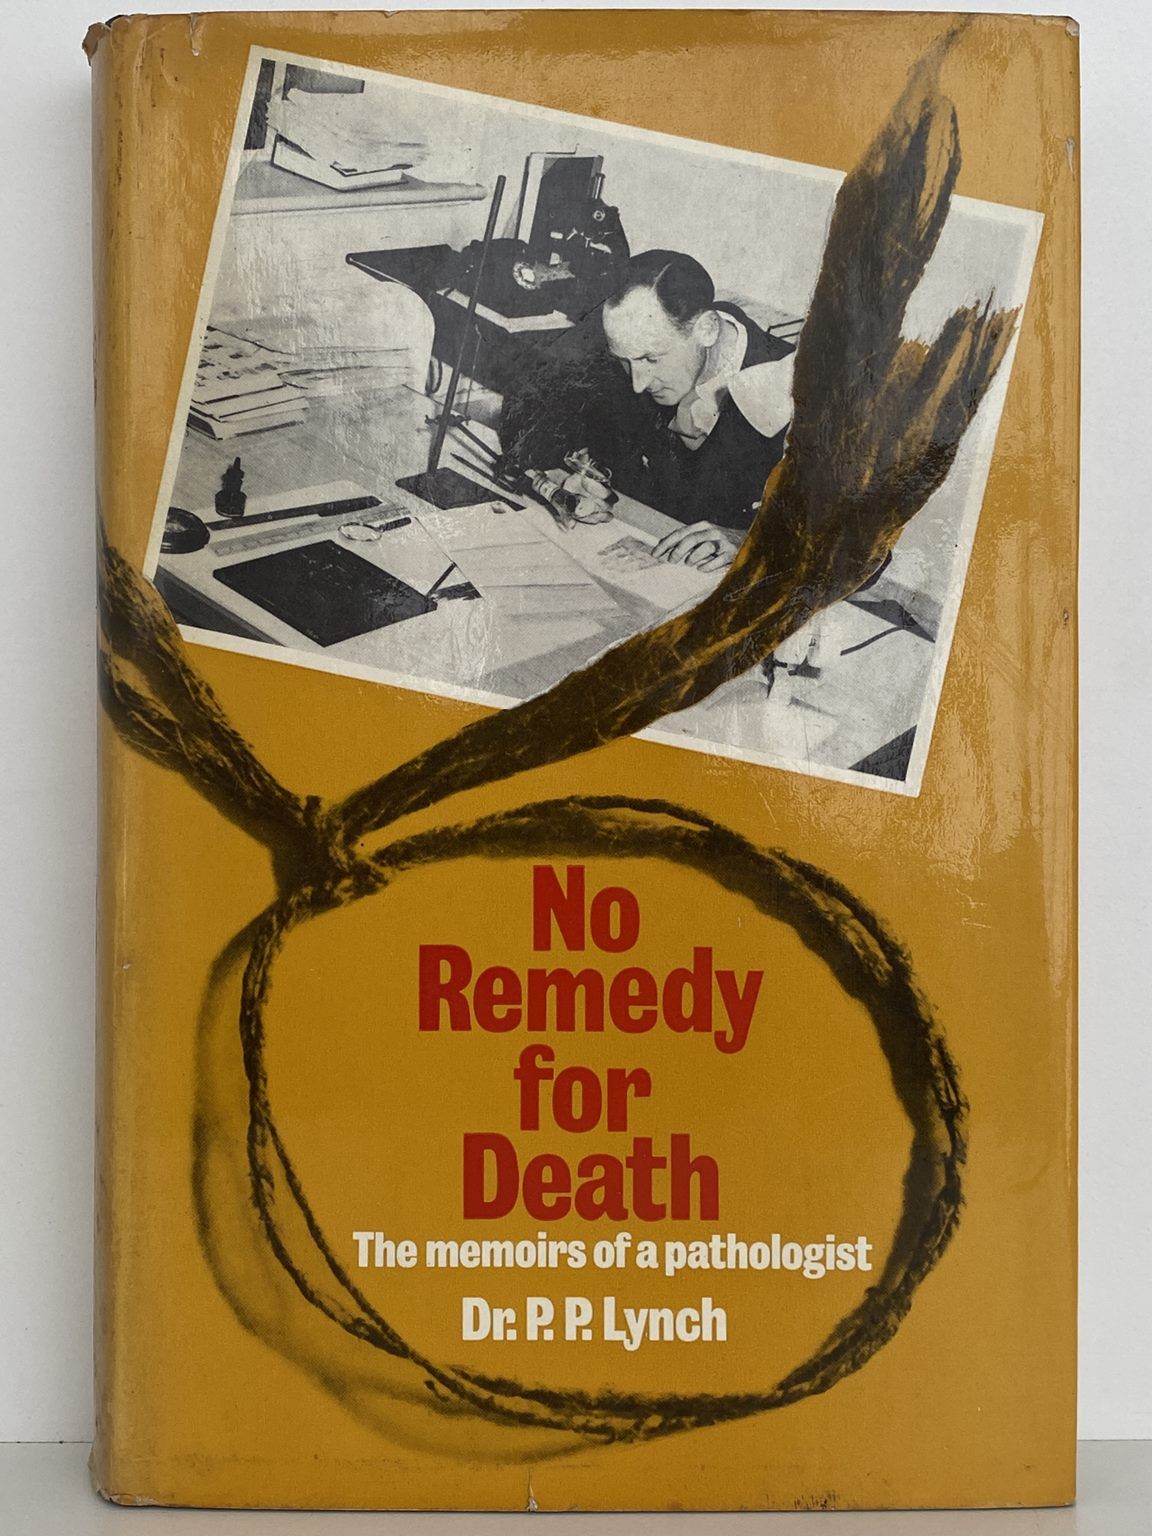 No
Remedy
for
Death
The memoirs of a pathologist
Dr. P. P. Lynch